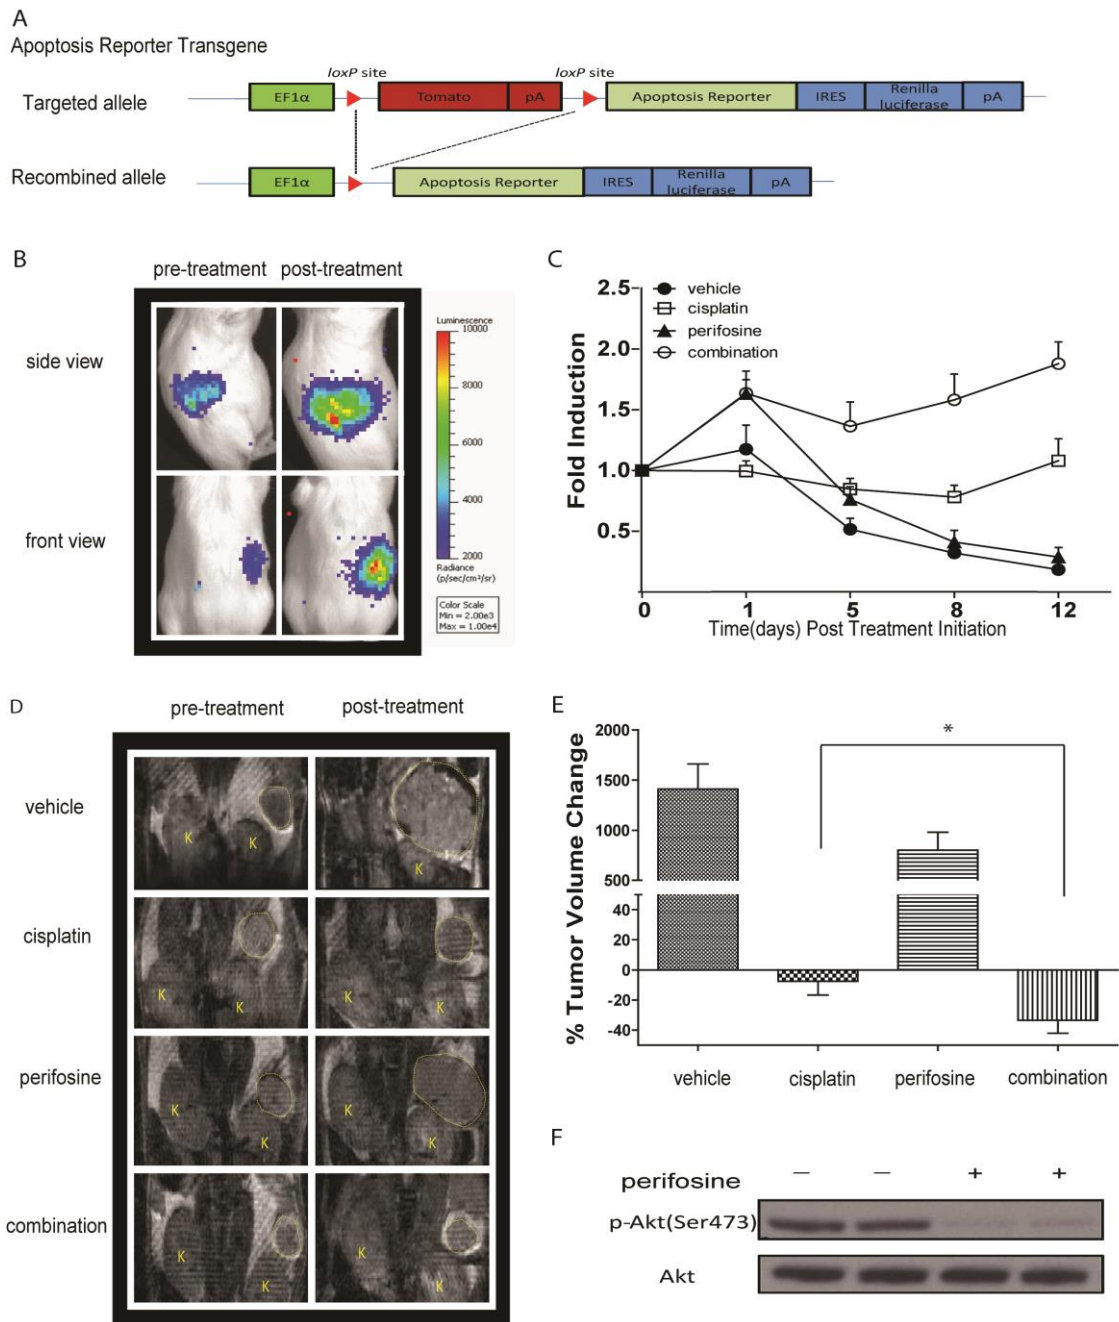 A
Apoptosis Reporter Transgene
loxP site loxP site
Targeted allele EF1α Tomato pA Apoptosis Reporter IRES Renilla luciferase pA
Recombined allele EF1α Apoptosis Reporter IRES Renilla luciferase pA
B
pre-treatment post-treatment
side view
front view
Luminescence
10000
8000
6000
4000
2000
Radiance
(p/sec/cm²/sr)
Color Scale
Min = 2.00e3
Max = 1.00e4
C
vehicle
cisplatin
perifosine
combination
Fold Induction
2.5
2.0
1.5
1.0
0.5
0 1 5 8 12
Time(days) Post Treatment Initiation
D
pre-treatment post-treatment
vehicle
K K K
cisplatin
K K K K
perifosine
K K K K
combination
K K K K
E
*
% Tumor Volume Change
2000
1500
1000
500
40
20
0
-20
-40
vehicle cisplatin perifosine combination
F
perifosine — — + +
p-Akt(Ser473)
Akt